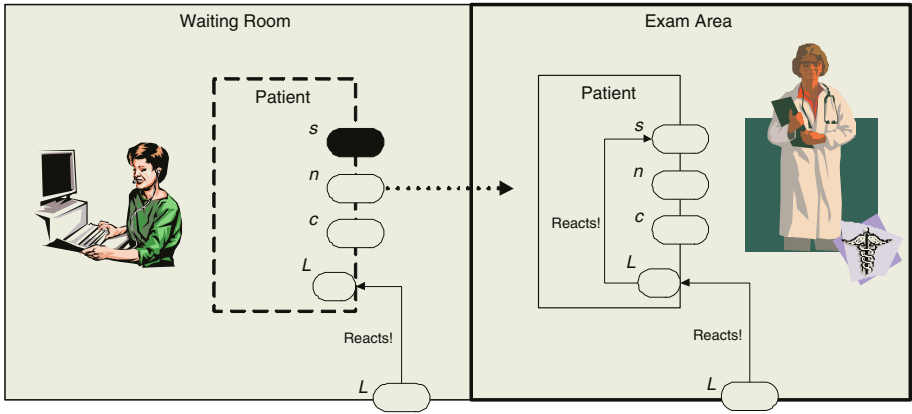 Waiting Room
Patient
s
n
c
L
Reacts!
L
Exam Area
Patient
s
n
c
Reacts!
L
Reacts!
L